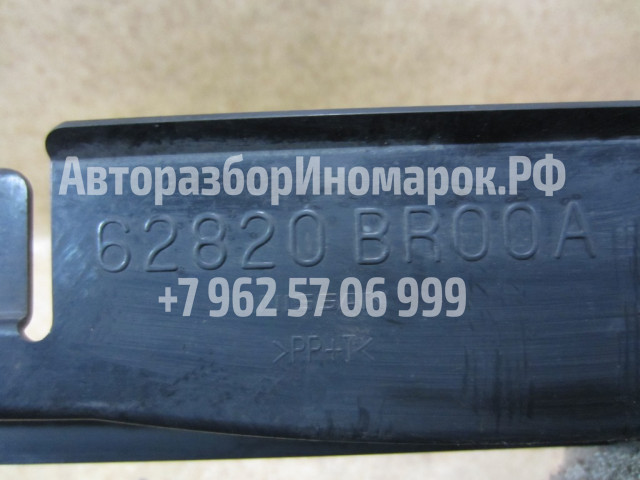 АвторазборИномарок.РФ
62820 BR00A
+7 962 57 06 999
>PP+T<